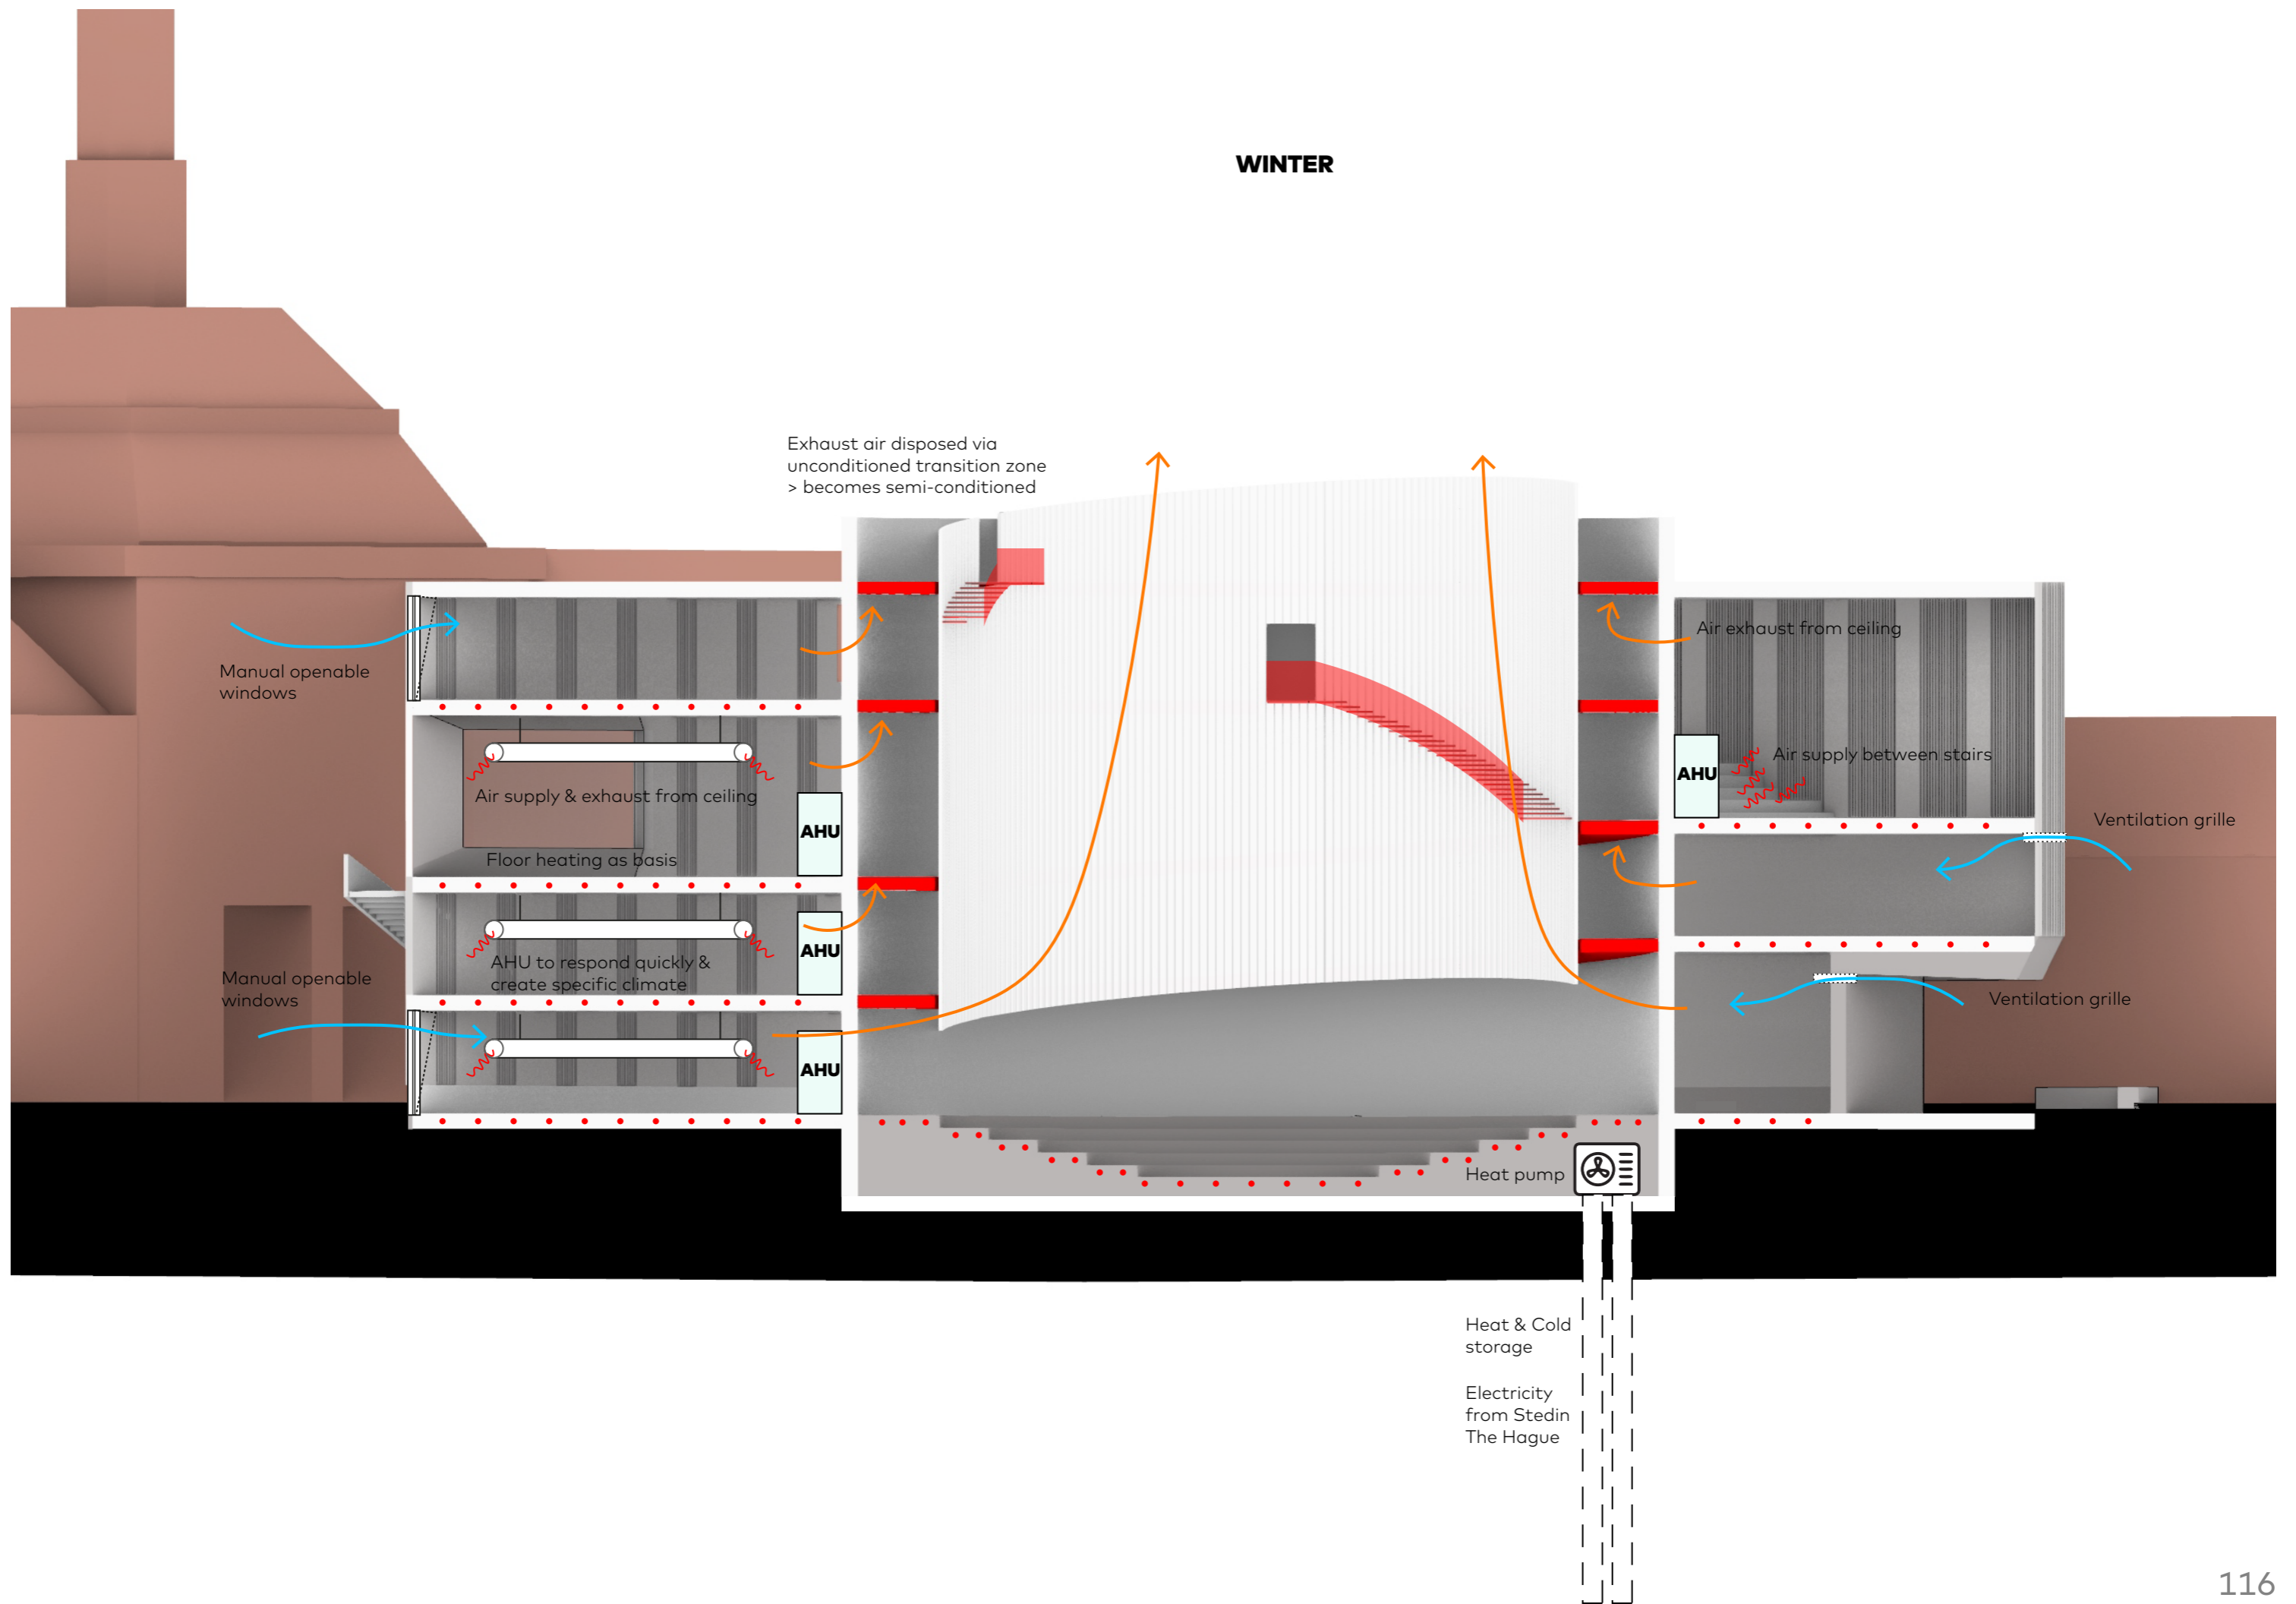 WINTER
Exhaust air disposed via
unconditioned transition zone
> becomes semi-conditioned
Manual openable
windows
Air exhaust from ceiling
Air supply & exhaust from ceiling
AHU
AHU
Air supply between stairs
Ventilation grille
Floor heating as basis
AHU
AHU to respond quickly &
create specific climate
Manual openable
windows
Ventilation grille
AHU
Heat pump
Heat & Cold
storage
Electricity
from Stedin
The Hague
116